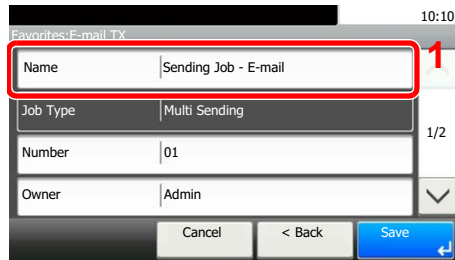 10:10
Favorites:E-mail TX
1
Name Sending Job - E-mail
Job Type Multi Sending
1/2
Number 01
Owner Admin
Cancel < Back Save